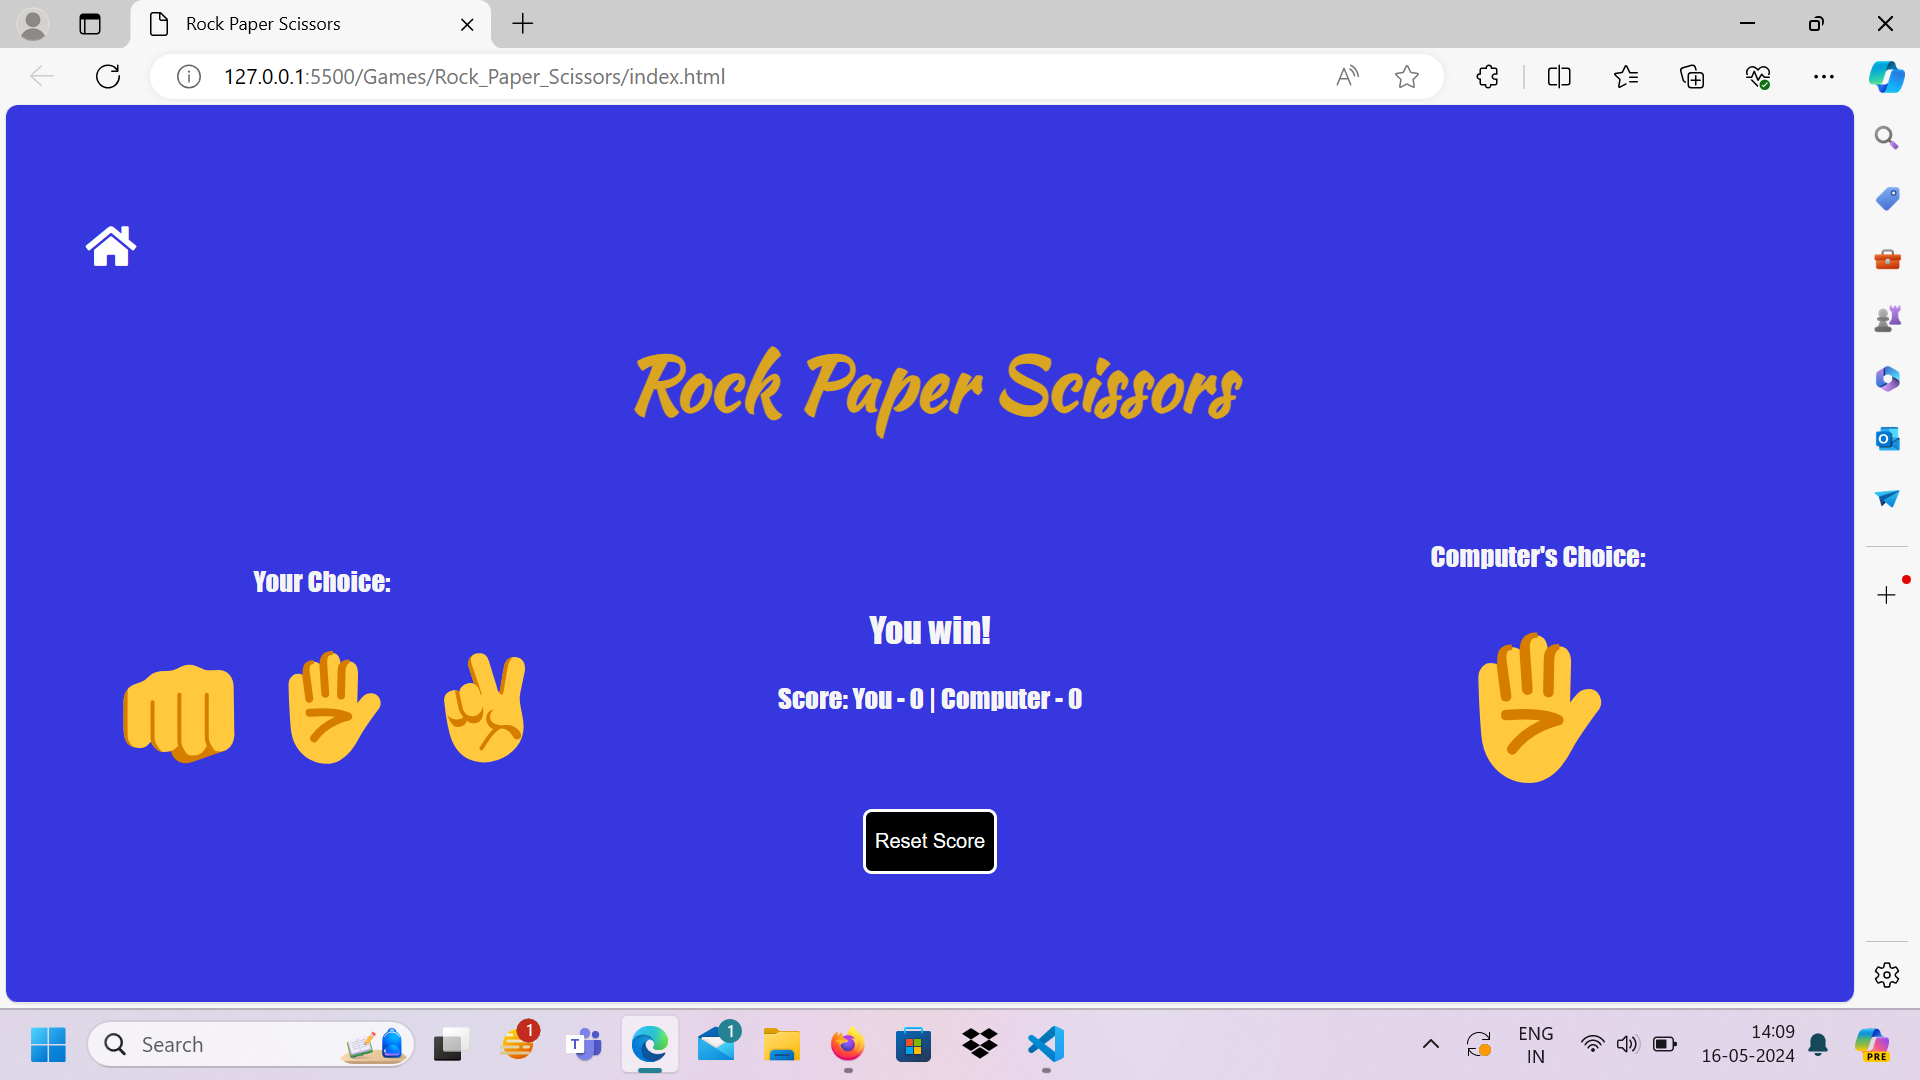 Rock Paper Scissors
127.0.0.1:5500/Games/Rock_Paper_Scissors/index.html
Rock Paper Scissors
Your Choice:
Computer's Choice:
You win!
Score: You - 0 | Computer - 0
Reset Score
Search
1
T
1
ENG
IN
14:09
16-05-2024
PRE